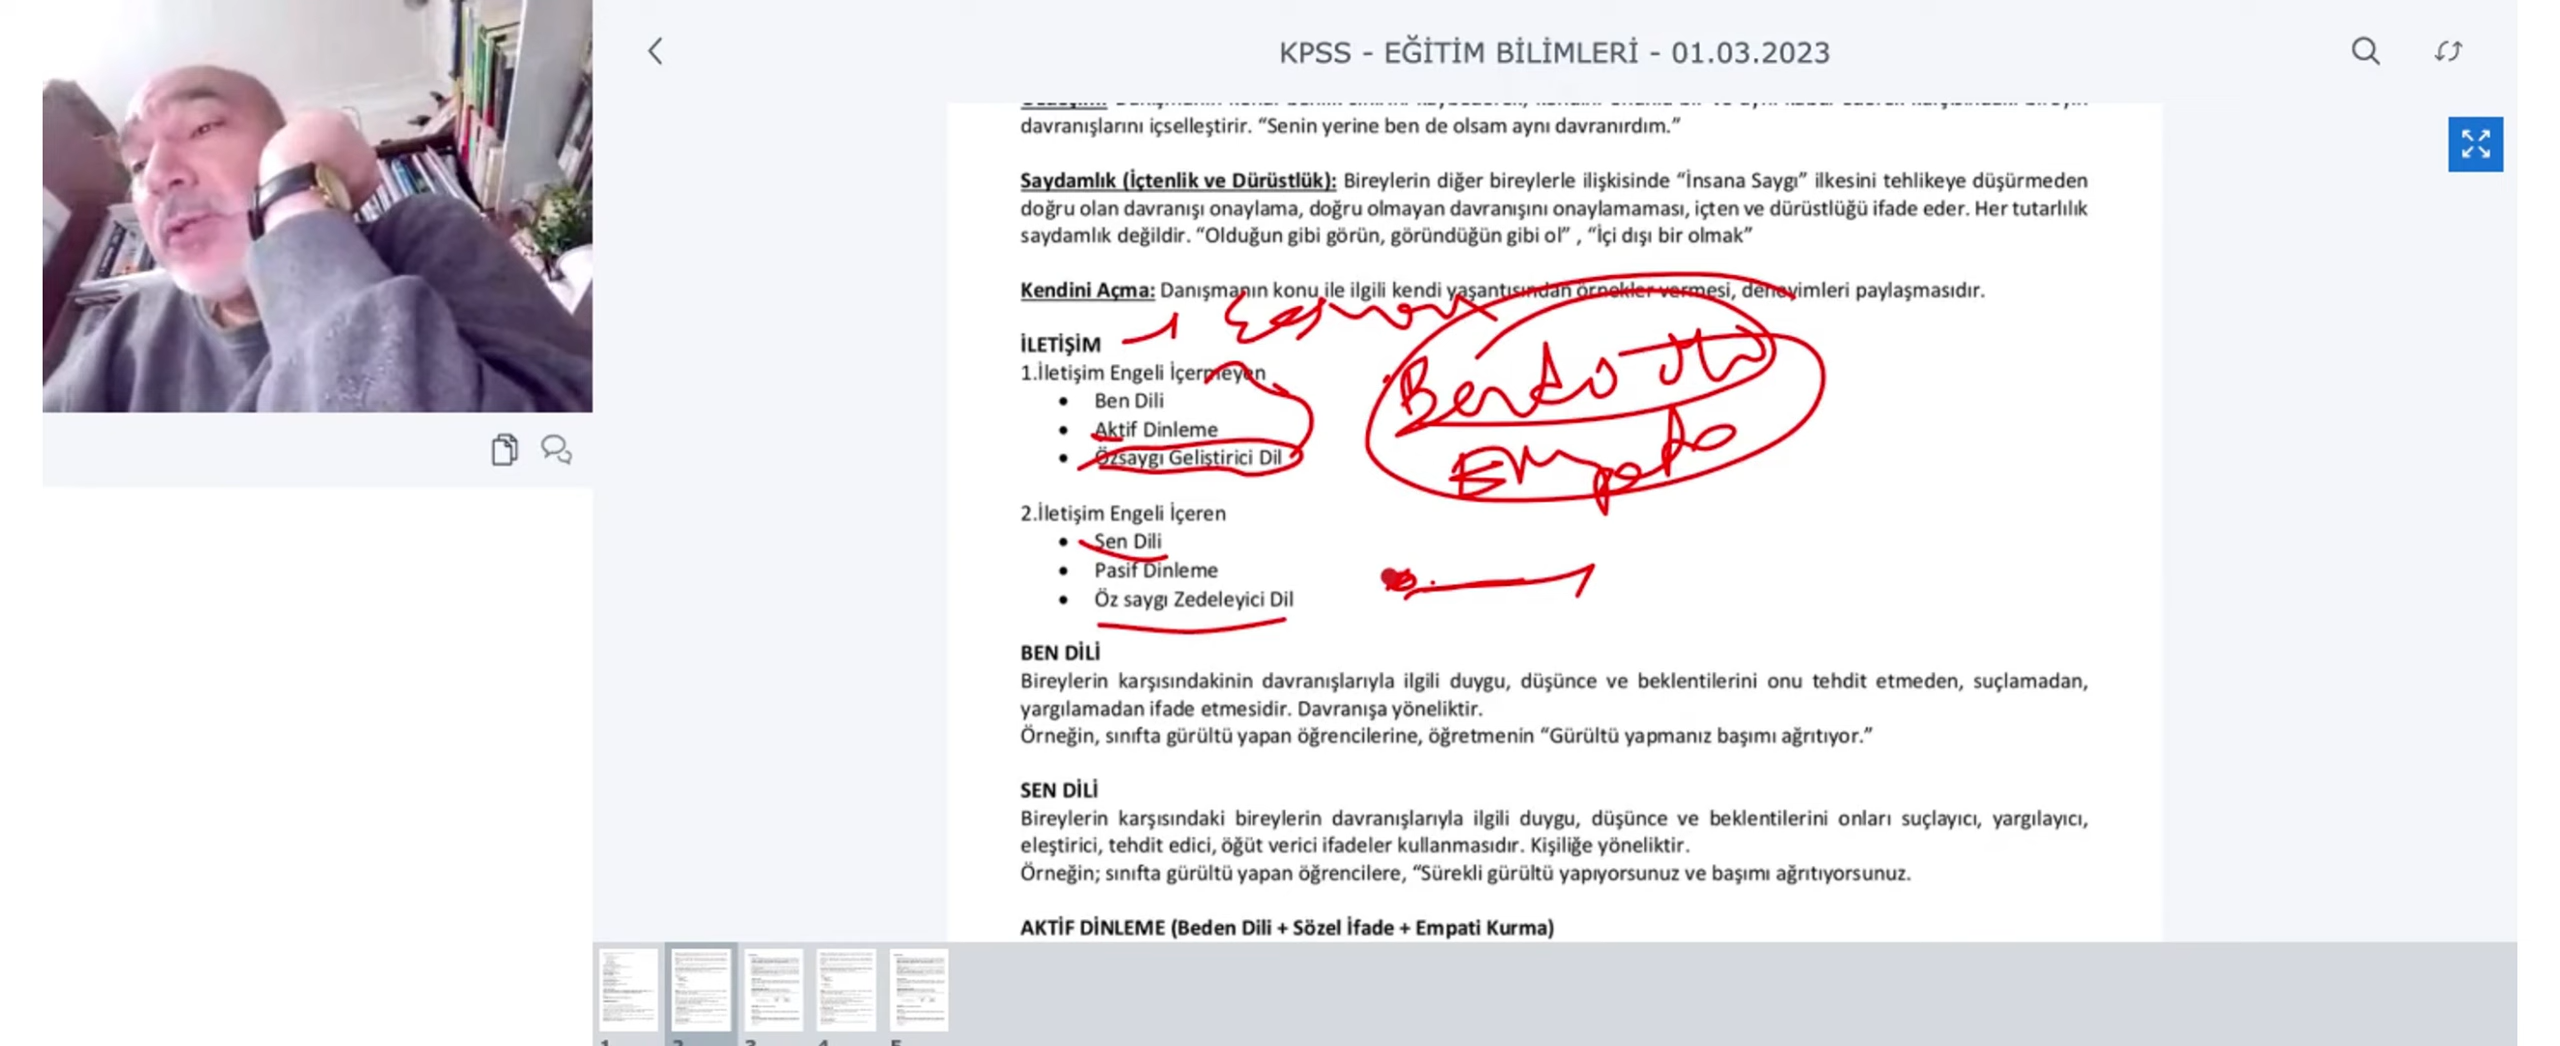 KPSS - EĞİTİM BİLİMLERİ - 01.03.2023
davranışlarını içselleştirir. “Senin yerine ben de olsam aynı davranırdım.”
Saydamlık (İçtenlik ve Dürüstlük): Bireylerin diğer bireylerle ilişkisinde “İnsana Saygı” ilkesini tehlikeye düşürmeden
doğru olan davranışı onaylama, doğru olmayan davranışını onaylamaması, içten ve dürüstlüğü ifade eder. Her tutarlılık
saydamlık değildir. “Olduğun gibi görün, göründüğün gibi ol” , “İçi dışı bir olmak”
Kendini Açma: Danışmanın konu ile ilgili kendi yaşantısından örnekler vermesi, deneyimleri paylaşmasıdır.
İLETİŞİM
1.İletişim Engeli İçermeyen
• Ben Dili
• Aktif Dinleme
• Özsaygı Geliştirici Dil
2.İletişim Engeli İçeren
• Sen Dili
• Pasif Dinleme
• Öz saygı Zedeleyici Dil
BEN DİLİ
Bireylerin karşısındakinin davranışlarıyla ilgili duygu, düşünce ve beklentilerini onu tehdit etmeden, suçlamadan,
yargılamadan ifade etmesidir. Davranışa yöneliktir.
Örneğin, sınıfta gürültü yapan öğrencilerine, öğretmenin “Gürültü yapmanız başımı ağrıtıyor.”
SEN DİLİ
Bireylerin karşısındaki bireylerin davranışlarıyla ilgili duygu, düşünce ve beklentilerini onları suçlayıcı, yargılayıcı,
eleştirici, tehdit edici, öğüt verici ifadeler kullanmasıdır. Kişiliğe yöneliktir.
Örneğin; sınıfta gürültü yapan öğrencilere, “Sürekli gürültü yapıyorsunuz ve başımı ağrıtıyorsunuz.
AKTİF DİNLEME (Beden Dili + Sözel İfade + Empati Kurma)